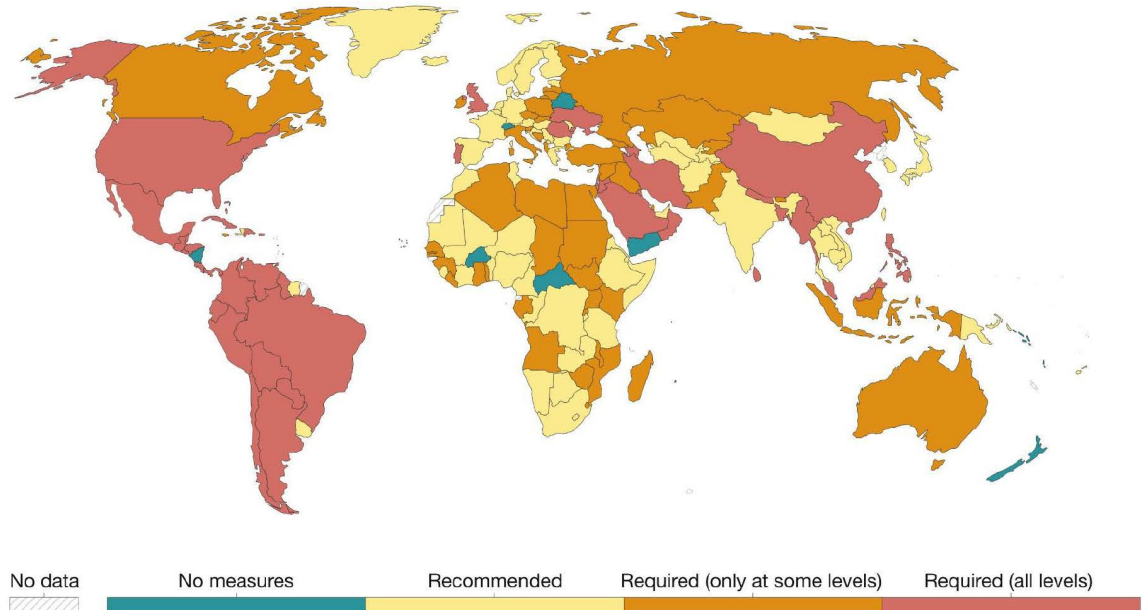 No data No measures Recommended Required (only at some levels) Required (all levels)